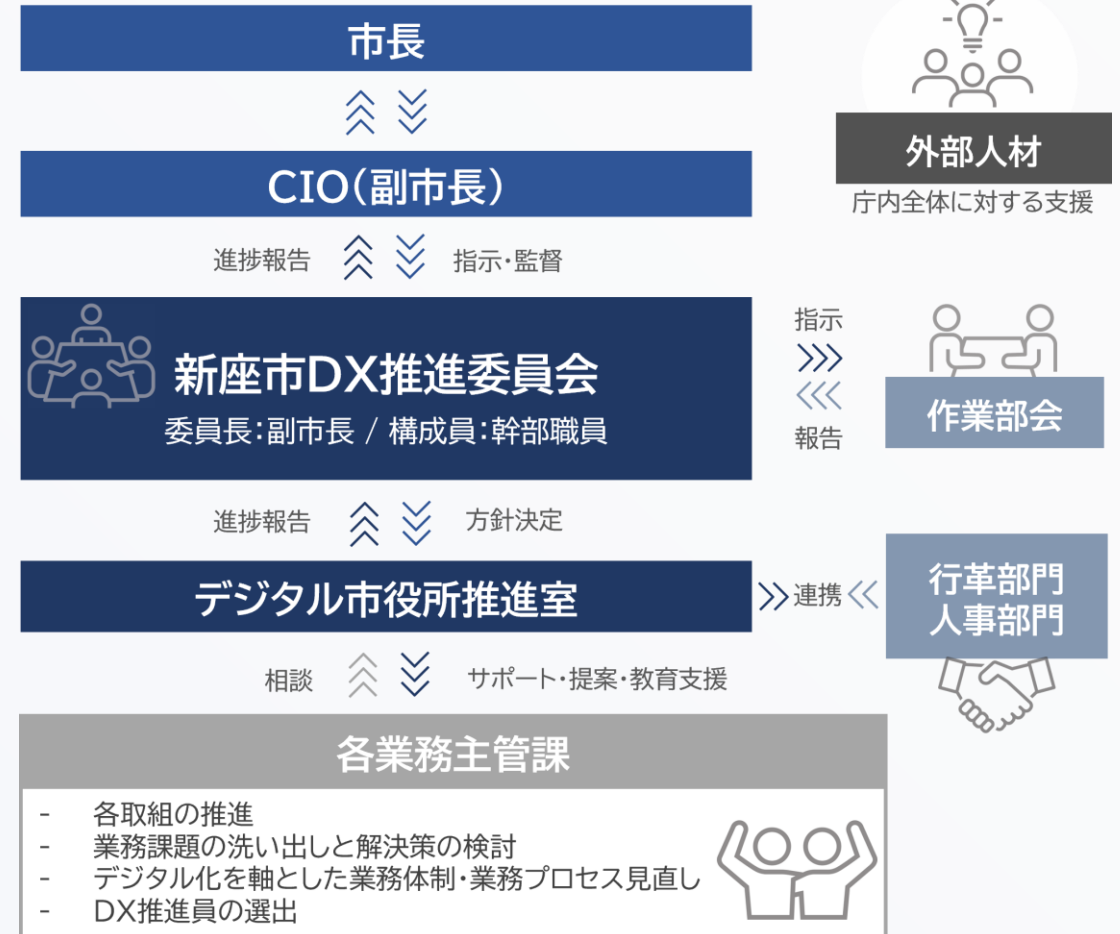 市長
CIO(副市長)
外部人材
庁内全体に対する支援
進捗報告
指示・監督
新座市DX推進委員会
委員長:副市長 / 構成員:幹部職員
指示
報告
作業部会
進捗報告
方針決定
デジタル市役所推進室
連携
行革部門
人事部門
相談
サポート・提案・教育支援
各業務主管課
- 各取組の推進
- 業務課題の洗い出しと解決策の検討
- デジタル化を軸とした業務体制・業務プロセス見直し
- DX推進員の選出